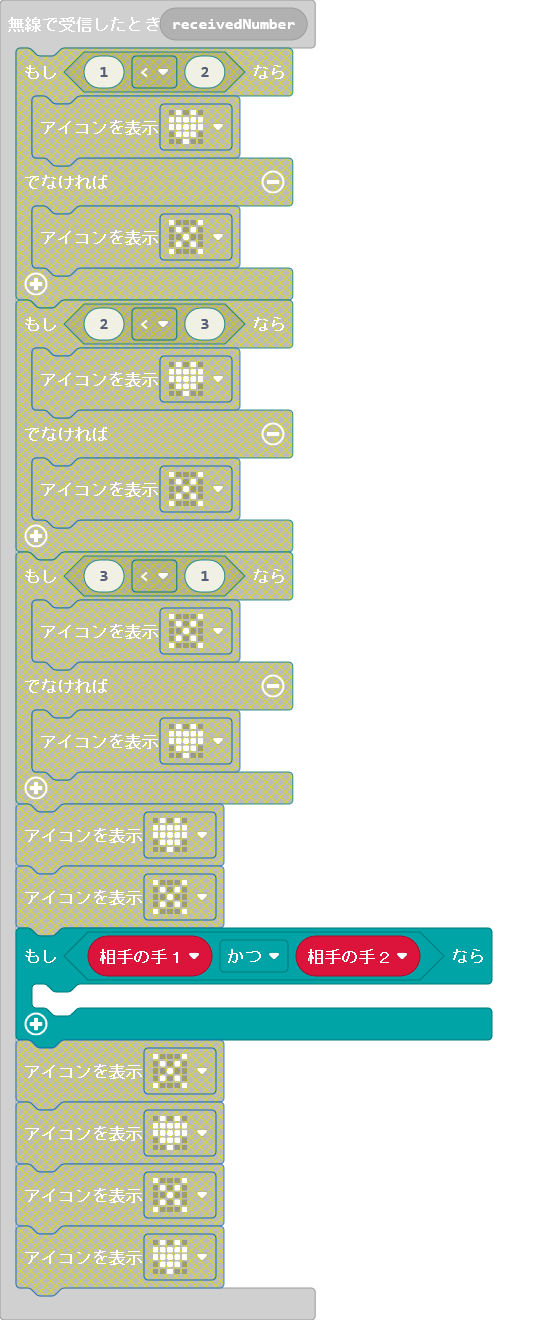 無線で受信したとき receivedNumber
もし 1 < 2 なら
アイコンを表示
でなければ
アイコンを表示
もし 2 < 3 なら
アイコンを表示
でなければ
アイコンを表示
もし 3 < 1 なら
アイコンを表示
でなければ
アイコンを表示
アイコンを表示
アイコンを表示
もし 相手の手1 かつ 相手の手2 なら
アイコンを表示
アイコンを表示
アイコンを表示
アイコンを表示